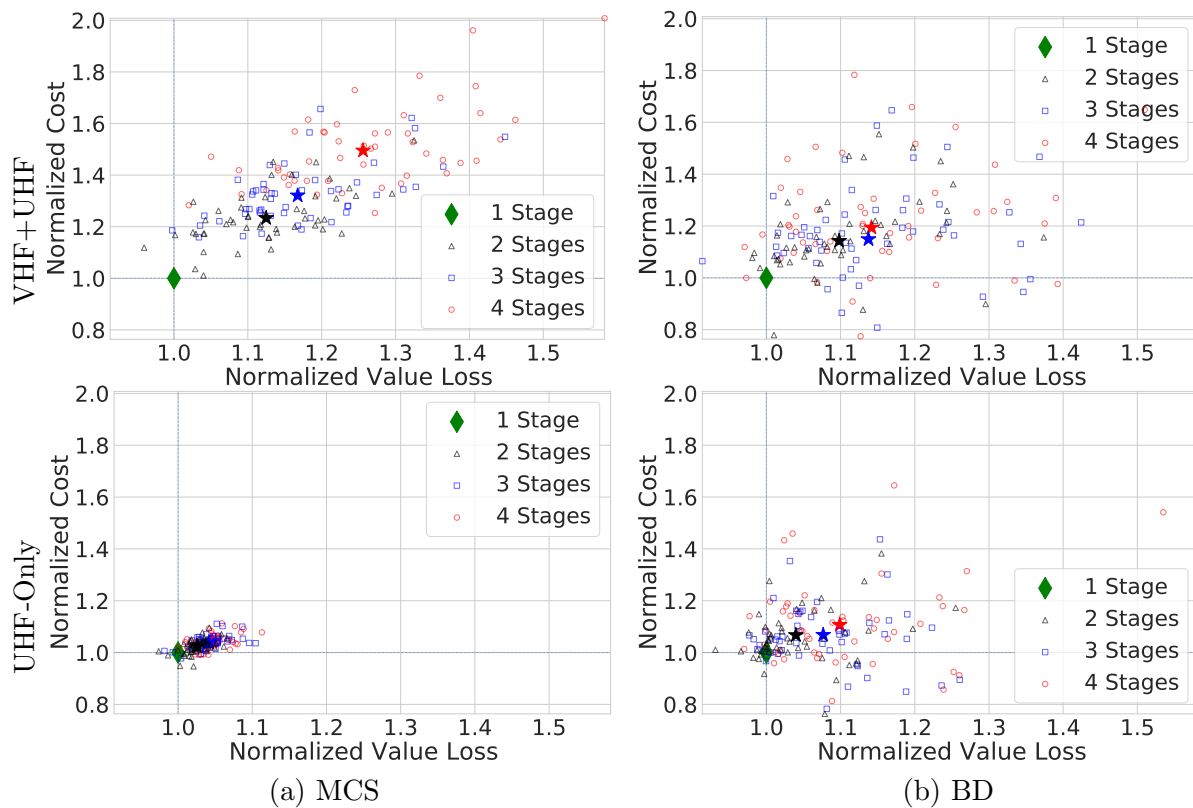 VHF+UHF
Normalized Cost
2.0
1.8
1.6
1.4
1.2
1.0
0.8
1.0 1.1 1.2 1.3 1.4 1.5
Normalized Value Loss
1 Stage
2 Stages
3 Stages
4 Stages
Normalized Cost
2.0
1.8
1.6
1.4
1.2
1.0
0.8
1.0 1.1 1.2 1.3 1.4 1.5
Normalized Value Loss
1 Stage
2 Stages
3 Stages
4 Stages
UHF-Only
Normalized Cost
2.0
1.8
1.6
1.4
1.2
1.0
0.8
1.0 1.1 1.2 1.3 1.4 1.5
Normalized Value Loss
1 Stage
2 Stages
3 Stages
4 Stages
Normalized Cost
2.0
1.8
1.6
1.4
1.2
1.0
0.8
1.0 1.1 1.2 1.3 1.4 1.5
Normalized Value Loss
1 Stage
2 Stages
3 Stages
4 Stages
(a) MCS
(b) BD